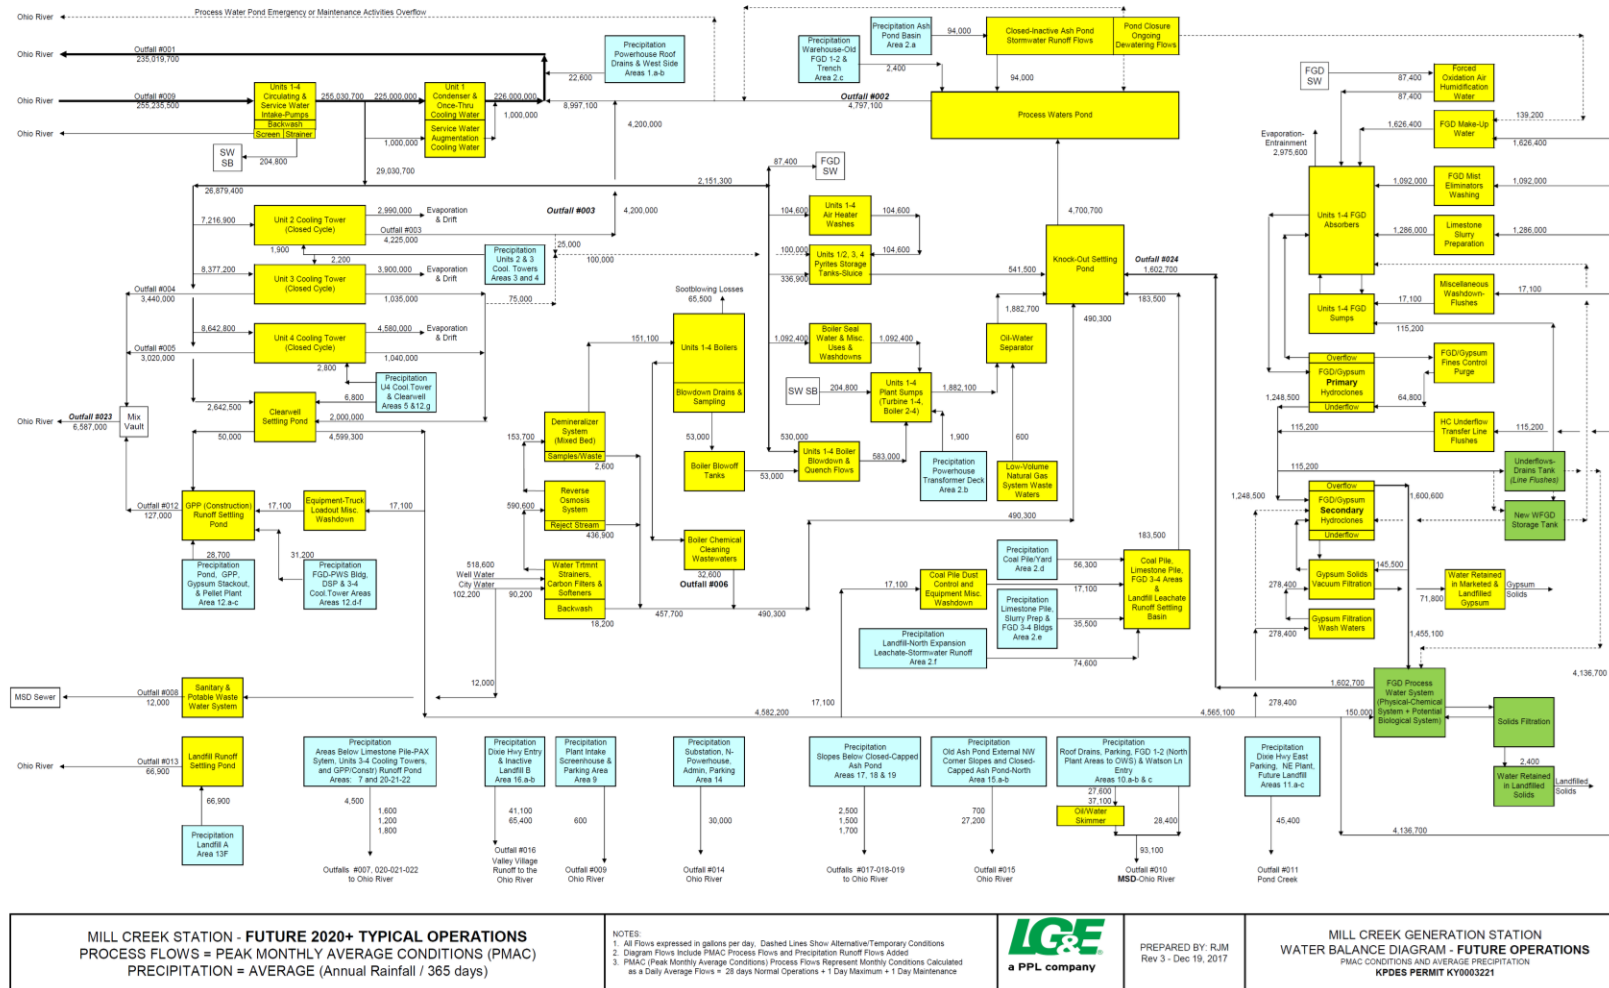 Process Water Pond Emergency or Maintenance Activities Overflow
Ohio River
Ohio River
Outfall #001
235,019,700
Ohio River
Outfall #009
255,235,500
Ohio River
Units 1-4
Circulating &
Service Water
Intake-Pumps
Backwash
Screen Strainer
SW
SB
204,800
255,030,700
225,000,000
Unit 1
Condenser &
Once-Thru
Cooling Water
Service Water
Augmentation
Cooling Water
226,000,000
1,000,000
1,000,000
29,030,700
Precipitation
Powerhouse Roof
Drains & West Side
Areas 1.a-b
22,600
8,997,100
4,200,000
Outfall #002
4,797,100
Precipitation
Warehouse-Old
FGD 1-2 &
Trench
Area 2.c
2,400
Precipitation Ash
Pond Basin
Area 2.a
94,000
Closed-Inactive Ash Pond
Stormwater Runoff Flows
Pond Closure
Ongoing
Dewatering Flows
94,000
Process Waters Pond
FGD
SW
87,400
87,400
Forced
Oxidation Air
Humidification
Water
139,200
FGD Make-Up
Water
1,626,400
1,626,400
Evaporation-
Entrainment
2,975,600
FGD Mist
Eliminators
Washing
1,092,000
1,092,000
Units 1-4 FGD
Absorbers
Limestone
Slurry
Preparation
1,286,000
1,286,000
Miscellaneous
Washdown-
Flushes
17,100
17,100
Units 1-4 FGD
Sumps
115,200
26,879,400
2,151,300
87,400
FGD
SW
7,216,900
Unit 2 Cooling Tower
(Closed Cycle)
2,990,000
Evaporation
& Drift
Outfall #003
4,225,000
Outfall #003
4,200,000
25,000
100,000
1,900
2,200
Precipitation
Units 2 & 3
Cool. Towers
Areas 3 and 4
8,377,200
Unit 3 Cooling Tower
(Closed Cycle)
3,900,000
Evaporation
& Drift
Outfall #004
3,440,000
1,035,000
75,000
8,642,800
Unit 4 Cooling Tower
(Closed Cycle)
4,580,000
Evaporation
& Drift
Outfall #005
3,020,000
1,040,000
2,800
Precipitation
U4 Cool.Tower
& Clearwell
Areas 5 &12.g
6,800
2,642,500
Clearwell
Settling Pond
2,000,000
50,000
4,599,300
Ohio River
Outfall #023
6,587,000
Mix
Vault
Outfall #012
127,000
GPP (Construction)
Runoff Settling
Pond
17,100
Equipment-Truck
Loadout Misc.
Washdown
17,100
28,700
31,200
Precipitation
Pond, GPP,
Gypsum Stackout,
& Pellet Plant
Area 12.a-c
Precipitation
FGD-PWS Bldg,
DSP & 3-4
Cool.Tower Areas
Areas 12.d-f
104,600
Units 1-4
Air Heater
Washes
104,600
100,000
336,900
Units 1/2, 3, 4
Pyrites Storage
Tanks-Sluice
104,600
541,500
4,700,700
Knock-Out Settling
Pond
Outfall #024
1,602,700
183,500
490,300
1,882,700
Oil-Water
Separator
Sootblowing Losses
65,500
151,100
Units 1-4 Boilers
Blowdown Drains &
Sampling
1,092,400
Boiler Seal
Water & Misc.
Uses &
Washdowns
1,092,400
SW SB
204,800
Units 1-4
Plant Sumps
(Turbine 1-4,
Boiler 2-4)
1,882,100
1,900
Precipitation
Powerhouse
Transformer Deck
Area 2.b
600
Low-Volume
Natural Gas
System Waste
Waters
153,700
Demineralizer
System
(Mixed Bed)
Samples/Waste
2,600
53,000
Boiler Blowoff
Tanks
53,000
530,000
Units 1-4 Boiler
Blowdown &
Quench Flows
583,000
590,600
Reverse
Osmosis
System
Reject Stream
436,900
Boiler Chemical
Cleaning
Wastewaters
32,600
Outfall #006
490,300
518,600
Well Water
City Water
102,200
90,200
Water Trtmnt
Strainers,
Carbon Filters &
Softeners
Backwash
18,200
457,700
490,300
12,000
17,100
Coal Pile Dust
Control and
Equipment Misc.
Washdown
17,100
Precipitation
Coal Pile/Yard
Area 2.d
56,300
Precipitation
Limestone Pile,
Slurry Prep &
FGD 3-4 Bldgs
Area 2.e
35,500
Precipitation
Landfill-North Expansion
Leachate-Stormwater Runoff
Area 2.f
74,600
183,500
Coal Pile,
Limestone Pile,
FGD 3-4 Areas
&
Landfill Leachate
Runoff Settling
Basin
Overflow
FGD/Gypsum
Primary
Hydroclones
Underflow
FGD/Gypsum
Fines Control
Purge
64,800
1,248,500
115,200
HC Underflow
Transfer Line
Flushes
115,200
115,200
Underflows-
Drains Tank
(Line Flushes)
1,248,500
Overflow
FGD/Gypsum
Secondary
Hydroclones
Underflow
1,600,600
New WFGD
Storage Tank
278,400
Gypsum Solids
Vacuum Filtration
145,500
Water Retained
in Marketed &
Landfilled
Gypsum
71,800
Gypsum
Solids
278,400
Gypsum Filtration
Wash Waters
1,455,100
1,602,700
FGD Process
Water System
(Physical-Chemical
System + Potential
Biological System)
4,136,700
Solids Filtration
2,400
Water Retained
in Landfilled
Solids
Landfilled
Solids
150,000
278,400
4,565,100
17,100
4,582,200
4,136,700
MSD Sewer
Outfall #008
12,000
Sanitary &
Potable Waste
Water System
Ohio River
Outfall #013
66,900
Landfill Runoff
Settling Pond
66,900
Precipitation
Landfill A
Area 13F
Precipitation
Areas Below Limestone Pile-PAX
Sytem, Units 3-4 Cooling Towers,
and GPP/Constr) Runoff Pond
Areas: 7 and 20-21-22
4,500
1,600
1,200
1,800
Outfalls #007, 020-021-022
to Ohio River
Precipitation
Dixie Hwy Entry
& Inactive
Landfill B
Area 16.a-b
41,100
65,400
Outfall #016
Valley Village
Runoff to the
Ohio River
Precipitation
Plant Intake
Screenhouse &
Parking Area
Area 9
600
Outfall #009
Ohio River
Precipitation
Substation, N-
Powerhouse,
Admin, Parking
Area 14
30,000
Outfall #014
Ohio River
Precipitation
Slopes Below Closed-Capped
Ash Pond
Areas 17, 18 & 19
2,500
1,500
1,700
Outfalls #017-018-019
to Ohio River
Precipitation
Old Ash Pond External NW
Corner Slopes and Closed-
Capped Ash Pond-North
Area 15.a-b
700
27,200
Outfall #015
Ohio River
Precipitation
Roof Drains, Parking, FGD 1-2 (North
Plant Areas to OWS) & Watson Ln
Entry
Areas 10.a-b & c
27,600
37,100
Oil/Water
Skimmer
28,400
93,100
Outfall #010
MSD-Ohio River
Precipitation
Dixie Hwy East
Parking, NE Plant,
Future Landfill
Areas 11.a-c
45,400
Outfall #011
Pond Creek
MILL CREEK STATION - FUTURE 2020+ TYPICAL OPERATIONS
PROCESS FLOWS = PEAK MONTHLY AVERAGE CONDITIONS (PMAC)
PRECIPITATION = AVERAGE (Annual Rainfall / 365 days)
NOTES:
1. All Flows expressed in gallons per day, Dashed Lines Show Alternative/Temporary Conditions
2. Diagram Flows Include PMAC Process Flows and Precipitation Runoff Flows Added
3. PMAC (Peak Monthly Average Conditions) Process Flows Represent Monthly Conditions Calculated
as a Daily Average Flows = 28 days Normal Operations + 1 Day Maximum + 1 Day Maintenance
LG&E
a PPL company
PREPARED BY: RJM
Rev 3 - Dec 19, 2017
MILL CREEK GENERATION STATION
WATER BALANCE DIAGRAM - FUTURE OPERATIONS
PMAC CONDITIONS AND AVERAGE PRECIPITATION
KPDES PERMIT KY0003221